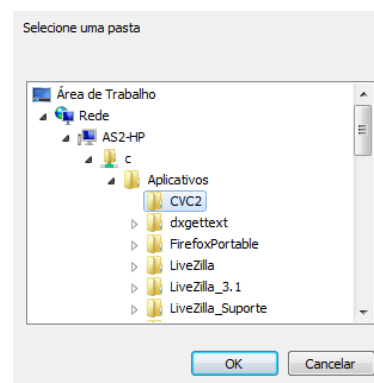 Selecione uma pasta
Área de Trabalho
Rede
AS2-HP
c
Aplicativos
CVC2
dxgettext
FirefoxPortable
LiveZilla
LiveZilla_3.1
LiveZilla_Suporte
OK
Cancelar